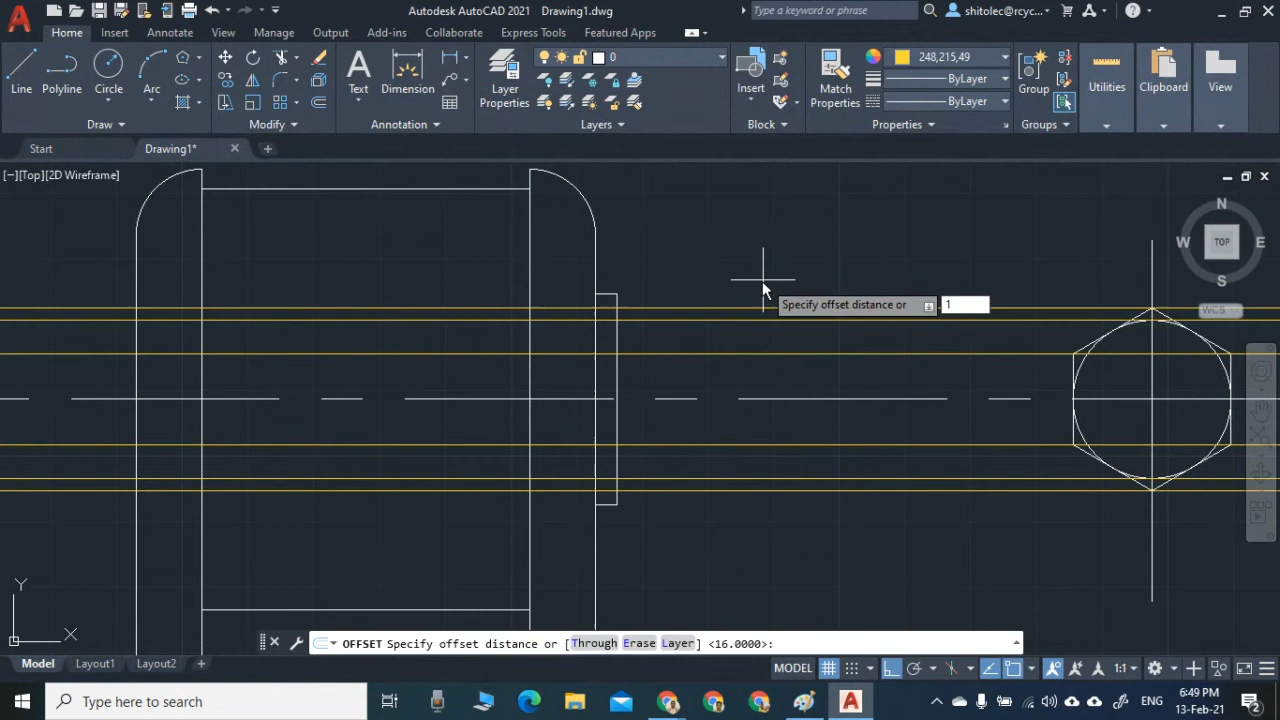 Autodesk AutoCAD 2021 Drawing1.dwg
Type a keyword or phrase
shitolec@rcyc...
Home Insert Annotate View Manage Output Add-ins Collaborate Express Tools Featured Apps
Line Polyline Circle Arc
Text Dimension
Layer Properties
0
Insert
Match Properties
248,215,49
ByLayer
ByLayer
Group
Utilities
Clipboard
View
Draw Modify Annotation Layers Block Properties Groups
Start Drawing1*
[−][Top][2D Wireframe]
N
W TOP E
S
WCS
Specify offset distance or 1
Y
X
OFFSET Specify offset distance or [Through Erase Layer] <16.0000>:
Model Layout1 Layout2
MODEL 1:1
Type here to search
ENG
6:49 PM
13-Feb-21
2